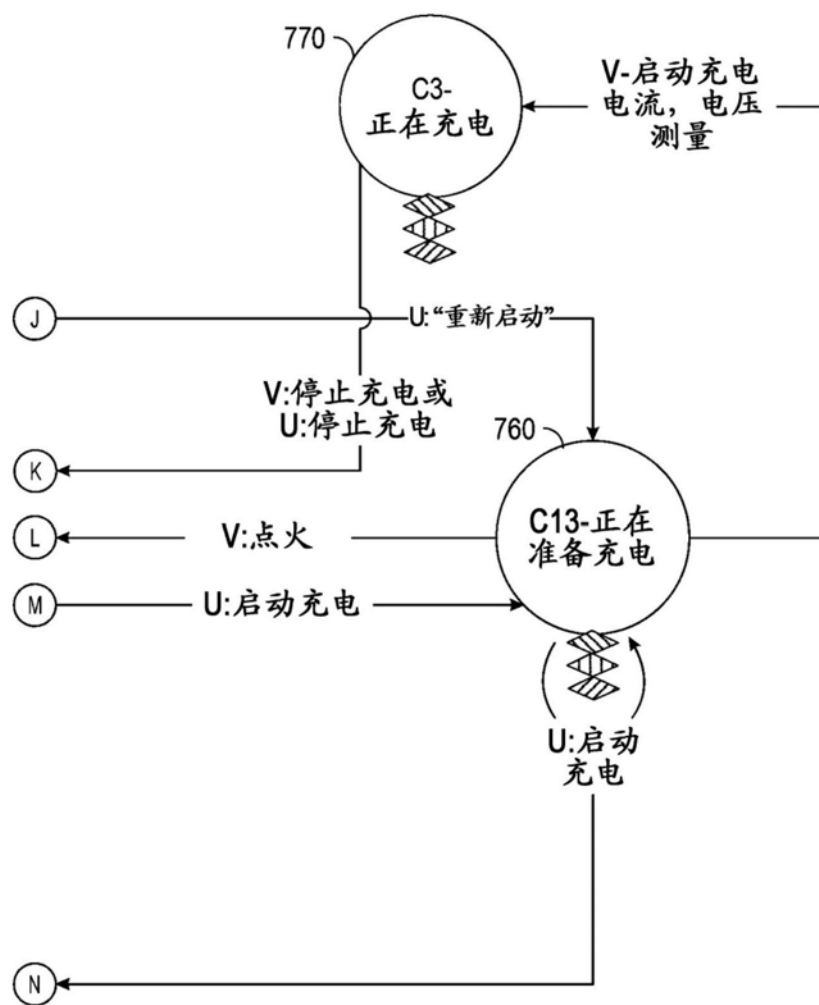 770
C3-
正在充电
V-启动充电
电流，电压
测量
J
U:“重新启动”
V:停止充电或
U:停止充电
760
K
L
V:点火
C13-正在
准备充电
M
U:启动充电
U:启动
充电
N